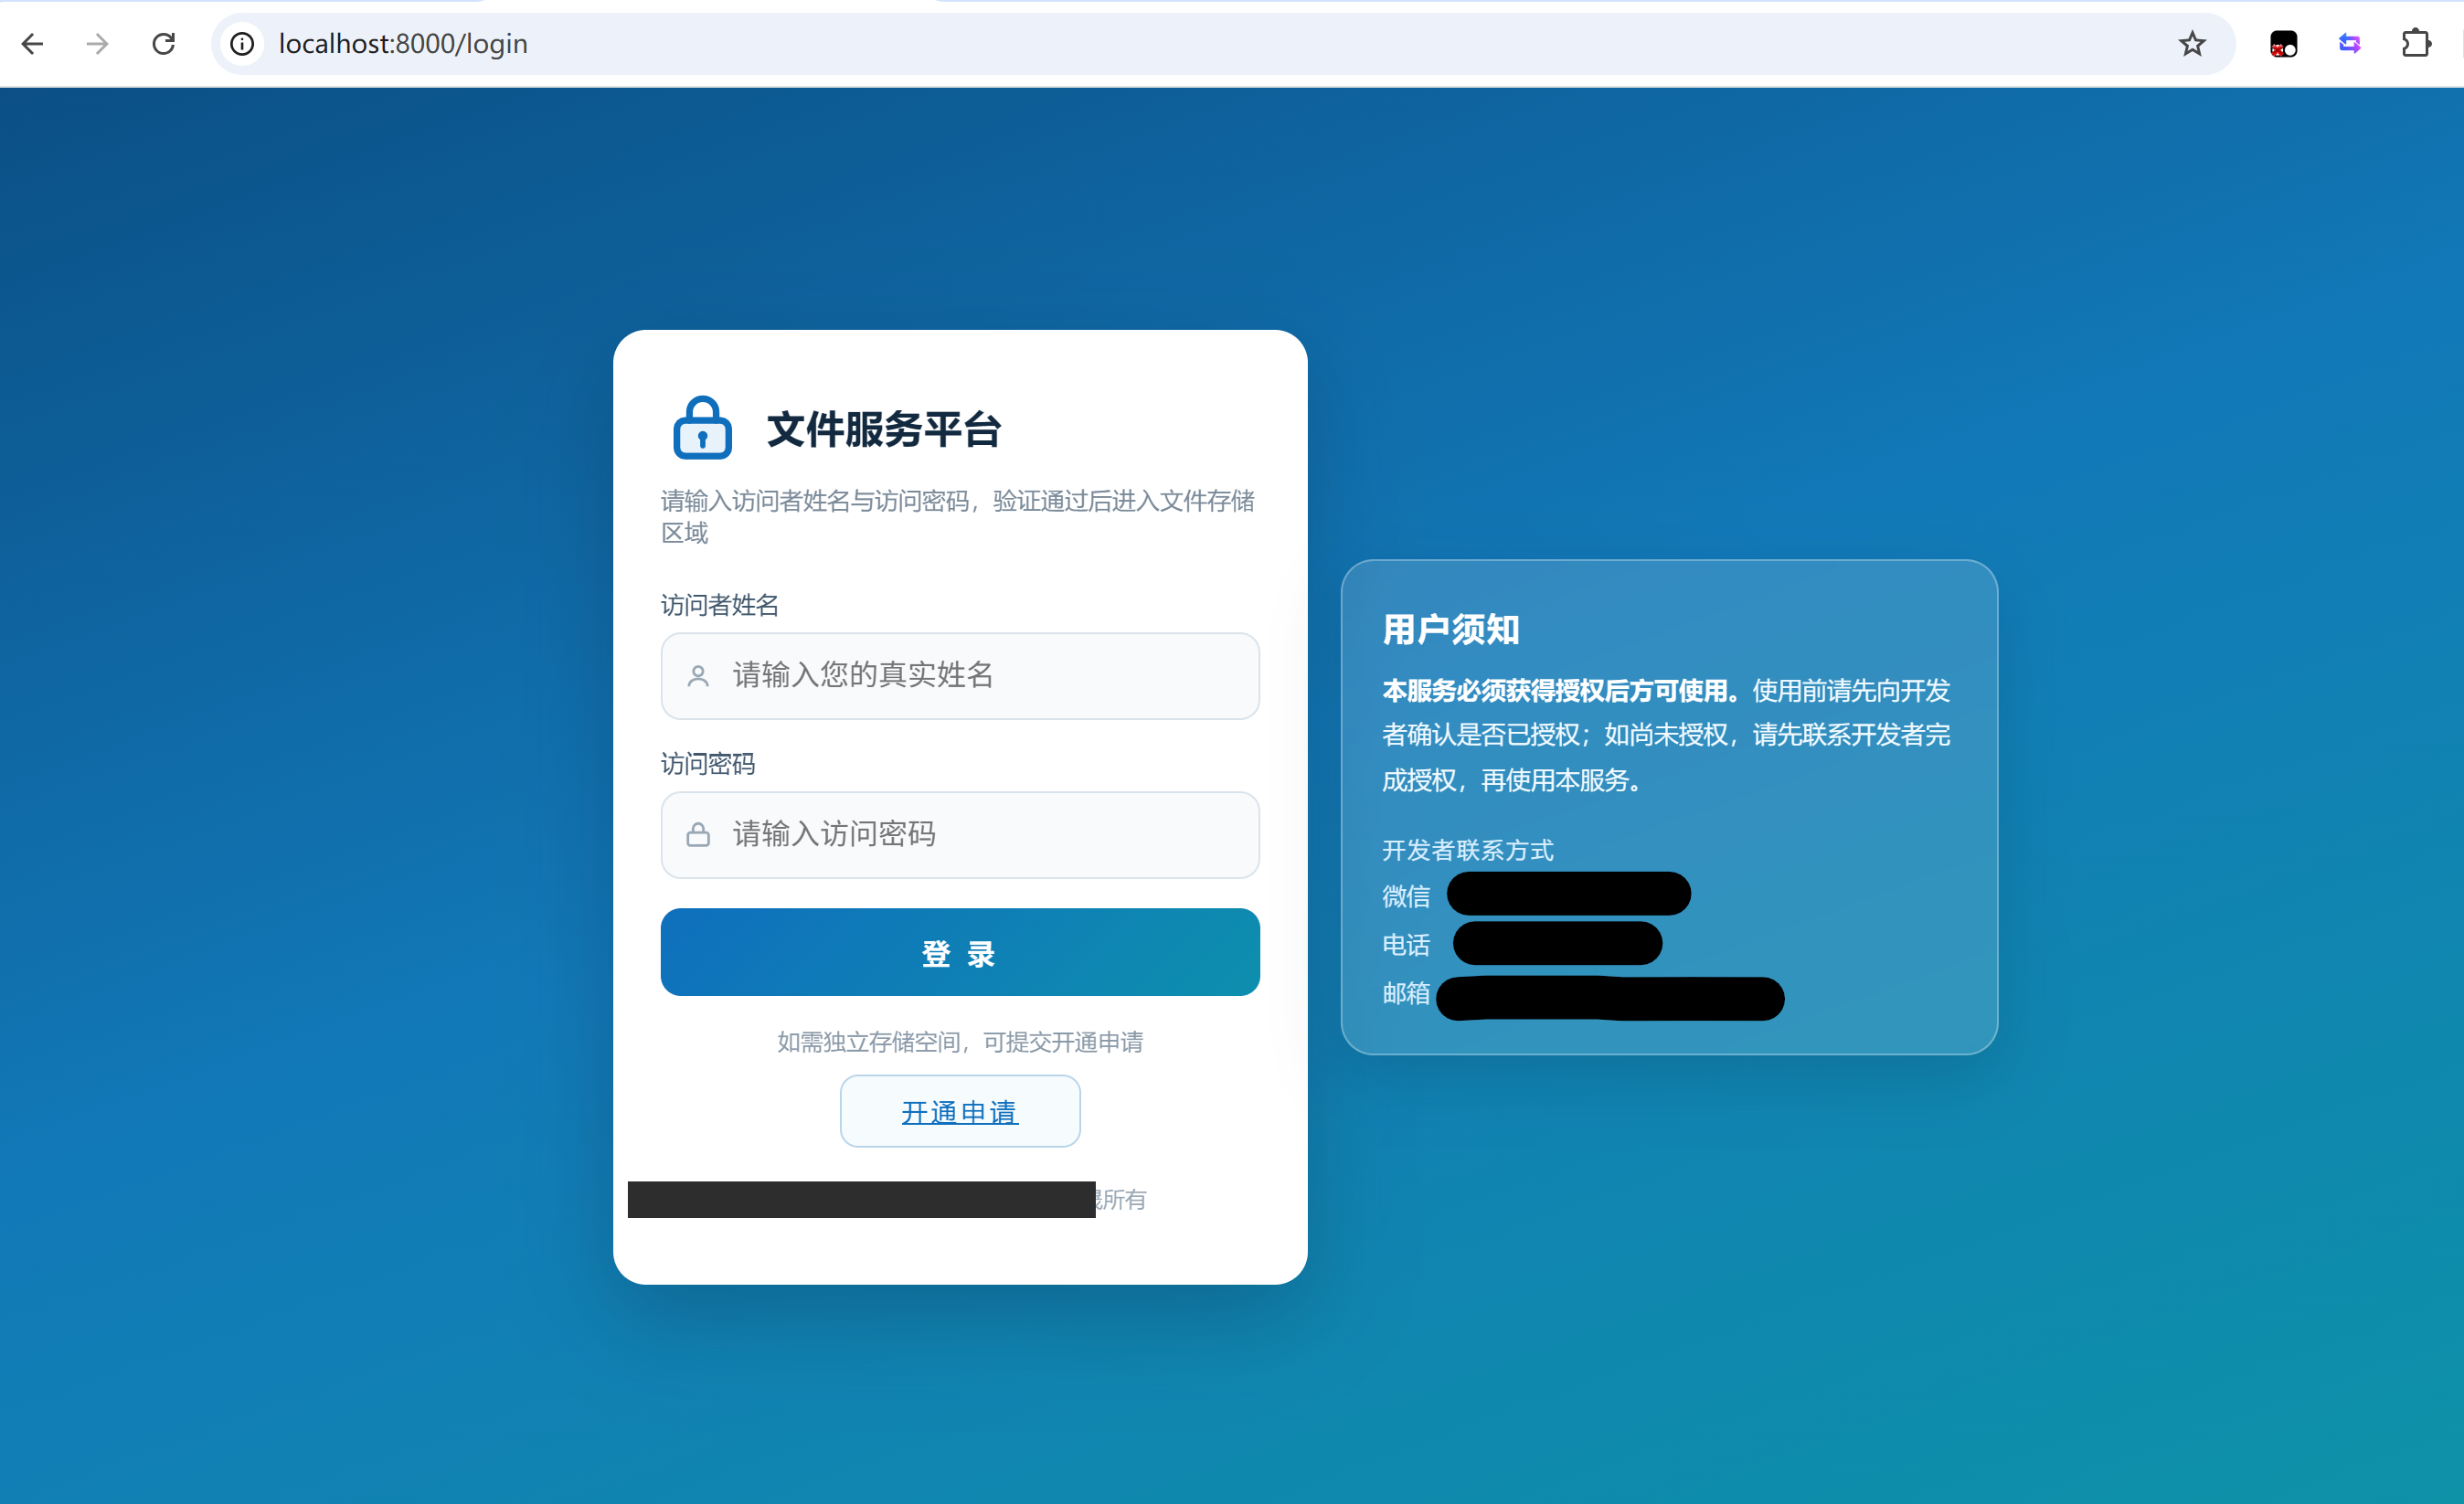 localhost:8000/login
文件服务平台
请输入访问者姓名与访问密码，验证通过后进入文件存储
区域
访问者姓名
请输入您的真实姓名
访问密码
请输入访问密码
登 录
如需独立存储空间，可提交开通申请
开通申请
所有
用户须知
本服务必须获得授权后方可使用。使用前请先向开发
者确认是否已授权；如尚未授权，请先联系开发者完
成授权，再使用本服务。
开发者联系方式
微信
电话
邮箱